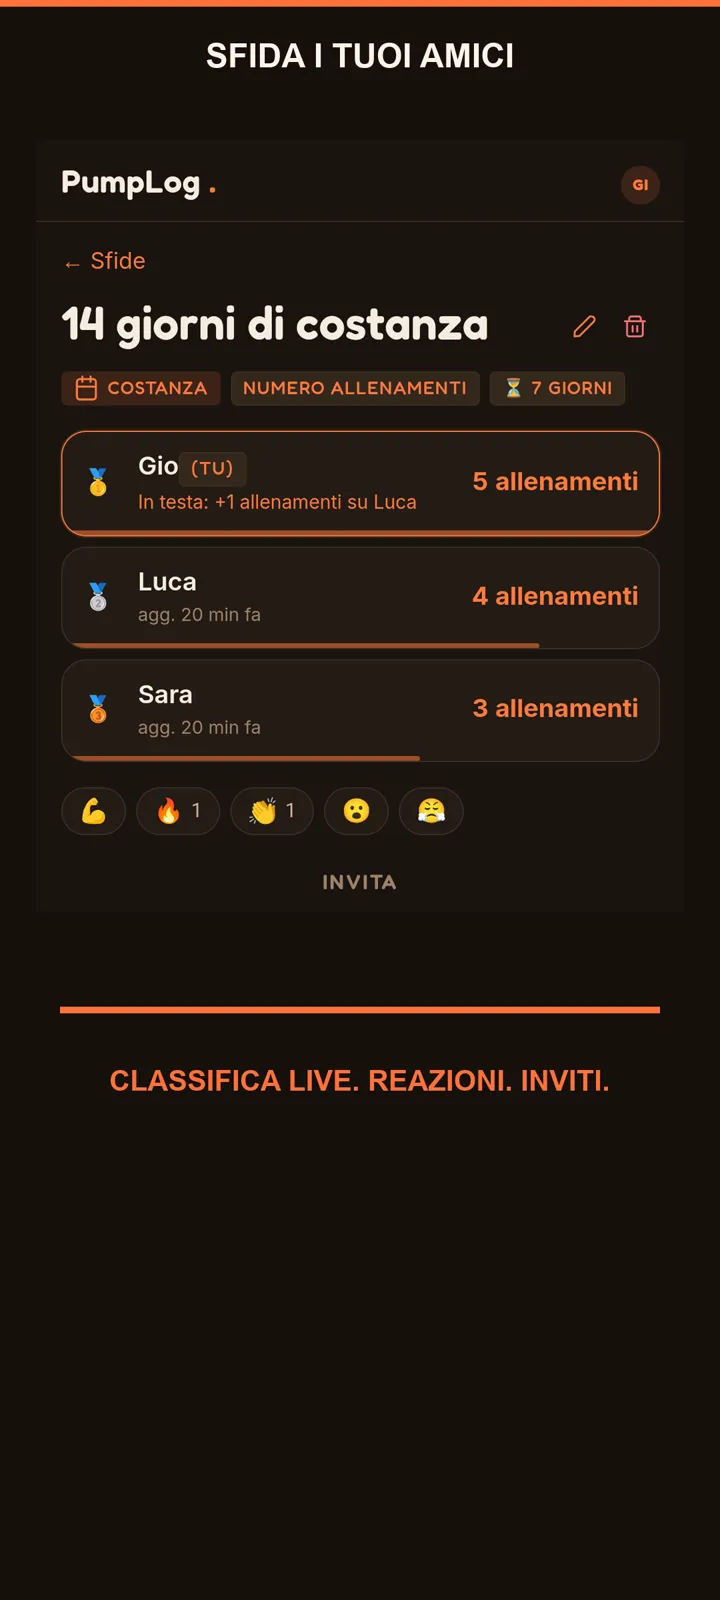 SFIDA I TUOI AMICI
PumpLog .
GI
← Sfide
14 giorni di costanza
COSTANZA
NUMERO ALLENAMENTI
⏳ 7 GIORNI
Gio (TU)
In testa: +1 allenamenti su Luca
5 allenamenti
Luca
agg. 20 min fa
4 allenamenti
Sara
agg. 20 min fa
3 allenamenti
💪 🔥 1 👏 1 😮 😤
INVITA
CLASSIFICA LIVE. REAZIONI. INVITI.